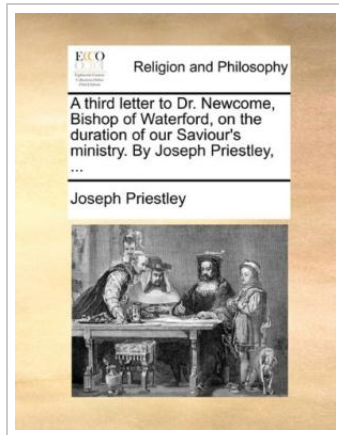 ECCO
Religion and Philosophy
A third letter to Dr. Newcome,
Bishop of Waterford, on the
duration of our Saviour's
ministry. By Joseph Priestley,
...
Joseph Priestley